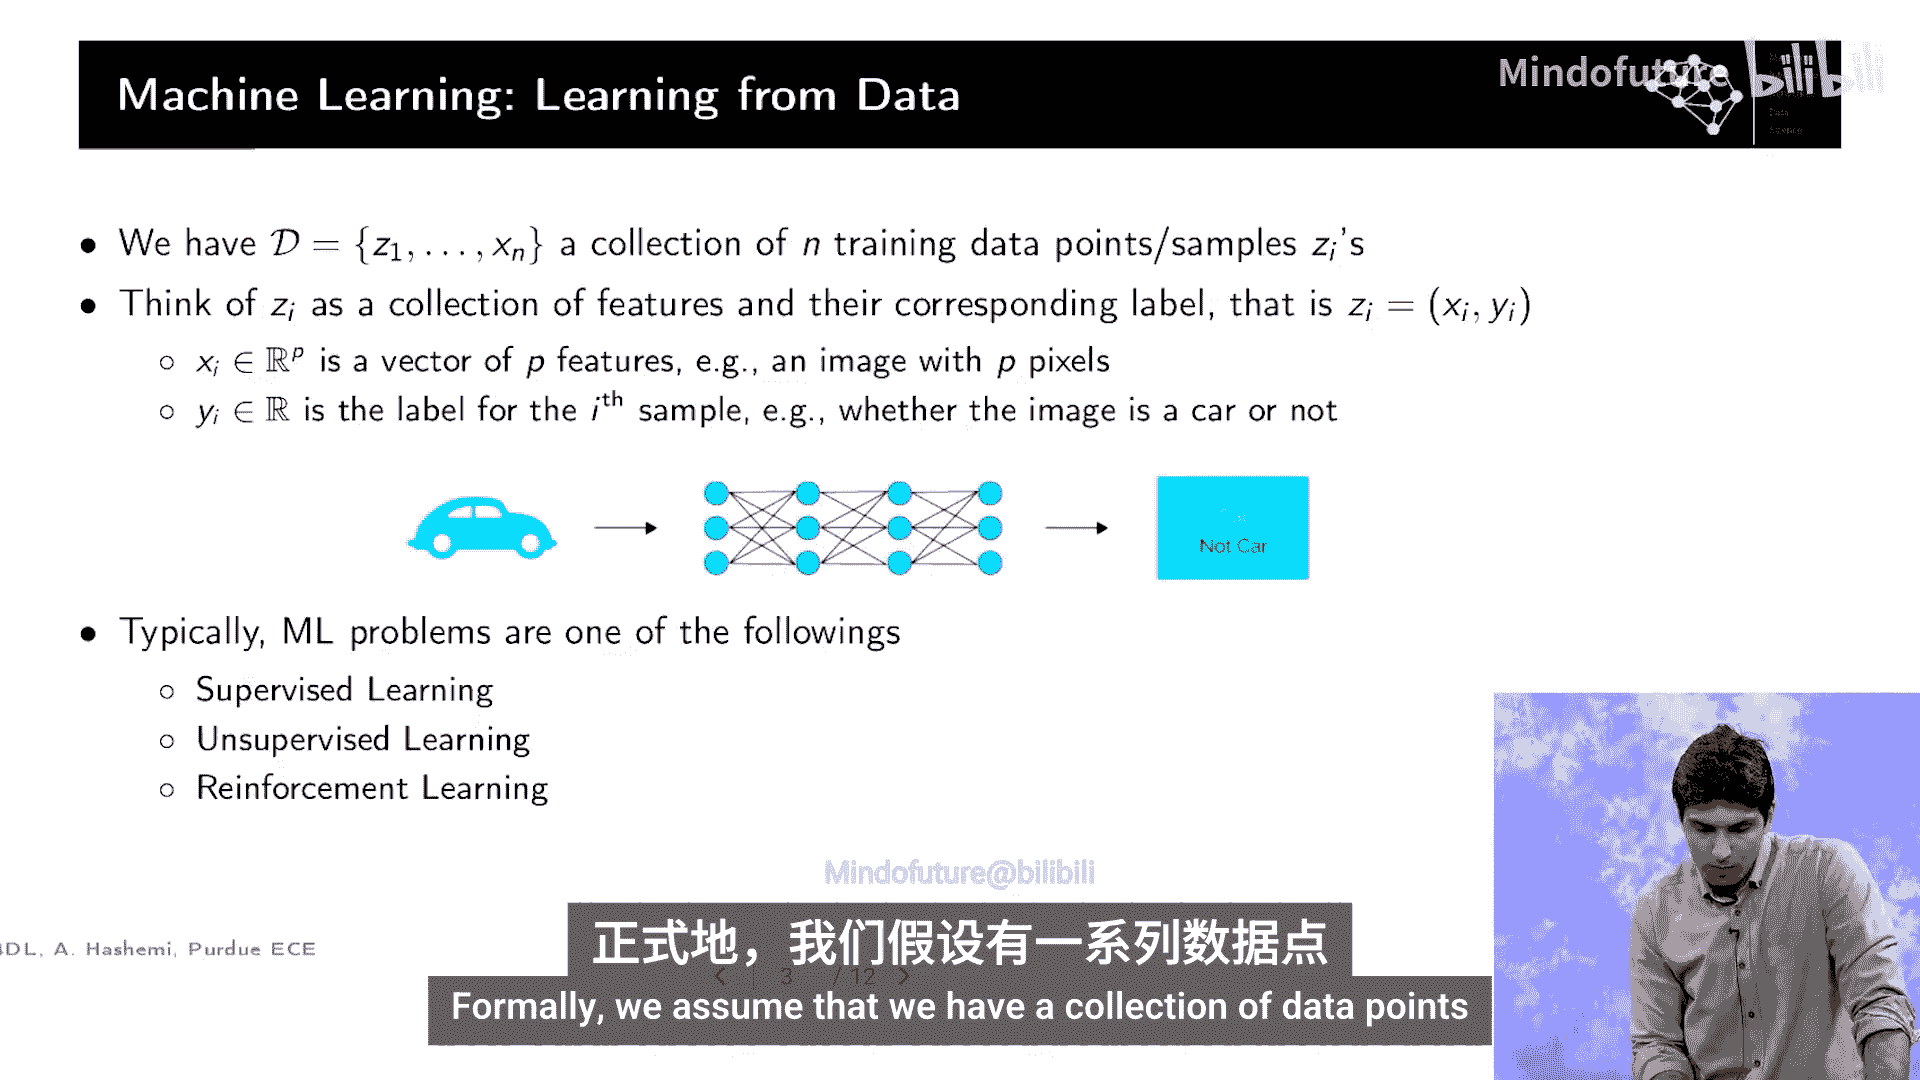 Machine Learning: Learning from Data
Mindofuture
bilibili
• We have 𝒟 = {z₁, . . . , xₙ} a collection of n training data points/samples zᵢ's
• Think of zᵢ as a collection of features and their corresponding label, that is zᵢ = (xᵢ, yᵢ)
○ xᵢ ∈ ℝᵖ is a vector of p features, e.g., an image with p pixels
○ yᵢ ∈ ℝ is the label for the iᵗʰ sample, e.g., whether the image is a car or not
Not Car
• Typically, ML problems are one of the followings
○ Supervised Learning
○ Unsupervised Learning
○ Reinforcement Learning
Mindofuture@bilibili
正式地，我们假设有一系列数据点
DL, A. Hashemi, Purdue ECE
3 / 12
Formally, we assume that we have a collection of data points